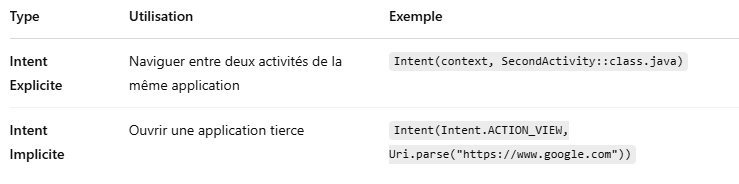 Type Utilisation Exemple
Intent Explicite Naviguer entre deux activités de la même application Intent(context, SecondActivity::class.java)
Intent Implicite Ouvrir une application tierce Intent(Intent.ACTION_VIEW, Uri.parse("https://www.google.com"))